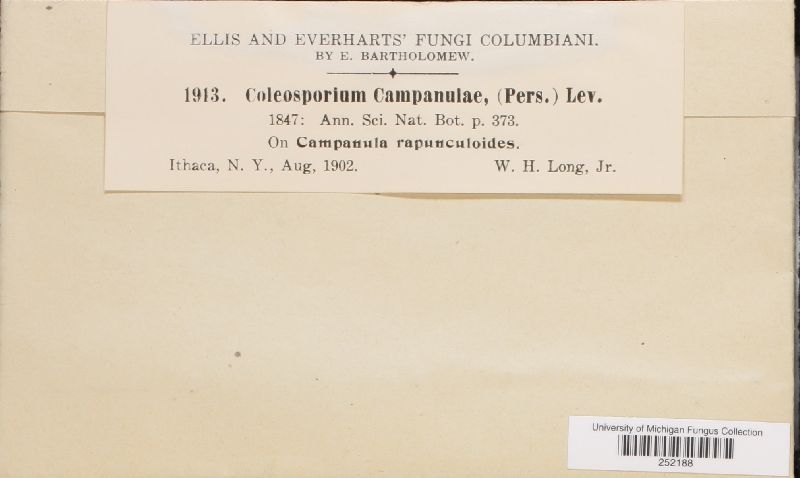 ELLIS AND EVERHARTS' FUNGI COLUMBIANI.
BY E. BARTHOLOMEW.
1913. Coleosporium Campanulae, (Pers.) Lev.
1847: Ann. Sci. Nat. Bot. p. 373.
On Campanula rapunculoides.
Ithaca, N. Y., Aug, 1902. W. H. Long, Jr.
University of Michigan Fungus Collection
252188